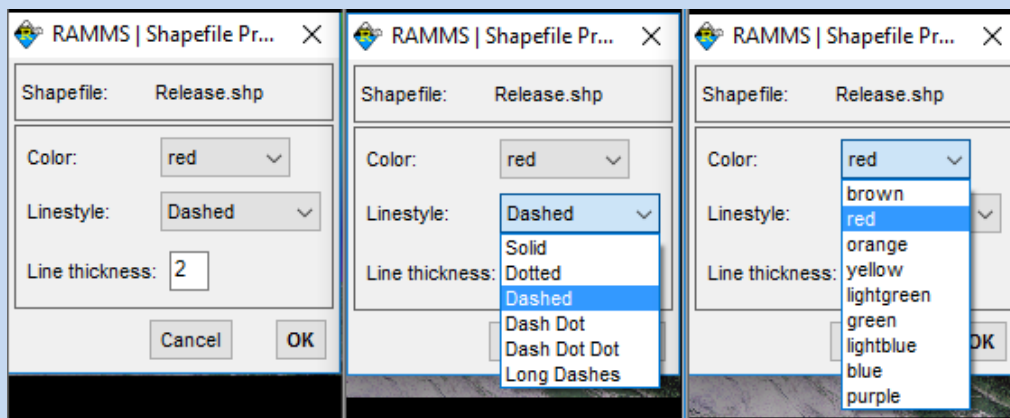 RAMMS | Shapefile Pr...
Shapefile: Release.shp
Color: red
Linestyle: Dashed
Line thickness: 2
Cancel OK
RAMMS | Shapefile Pr...
Shapefile: Release.shp
Color: red
Linestyle: Dashed
Solid
Dotted
Line thickness:
Dashed
Dash Dot
Dash Dot Dot
Long Dashes
RAMMS | Shapefile Pr...
Shapefile: Release.shp
Color: red
brown
Linestyle:
red
orange
yellow
Line thickness:
lightgreen
green
lightblue
OK
blue
purple